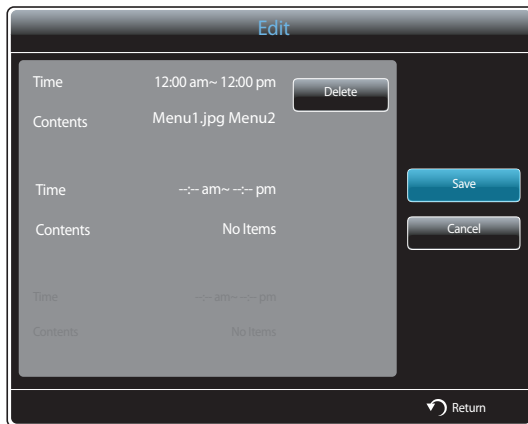 Edit
Time 12:00 am~ 12:00 pm Delete
Contents Menu1.jpg Menu2
Time --:-- am~ --:-- pm
Save
Contents No Items
Cancel
Time --:-- am~ --:-- pm
Contents No Items
Return